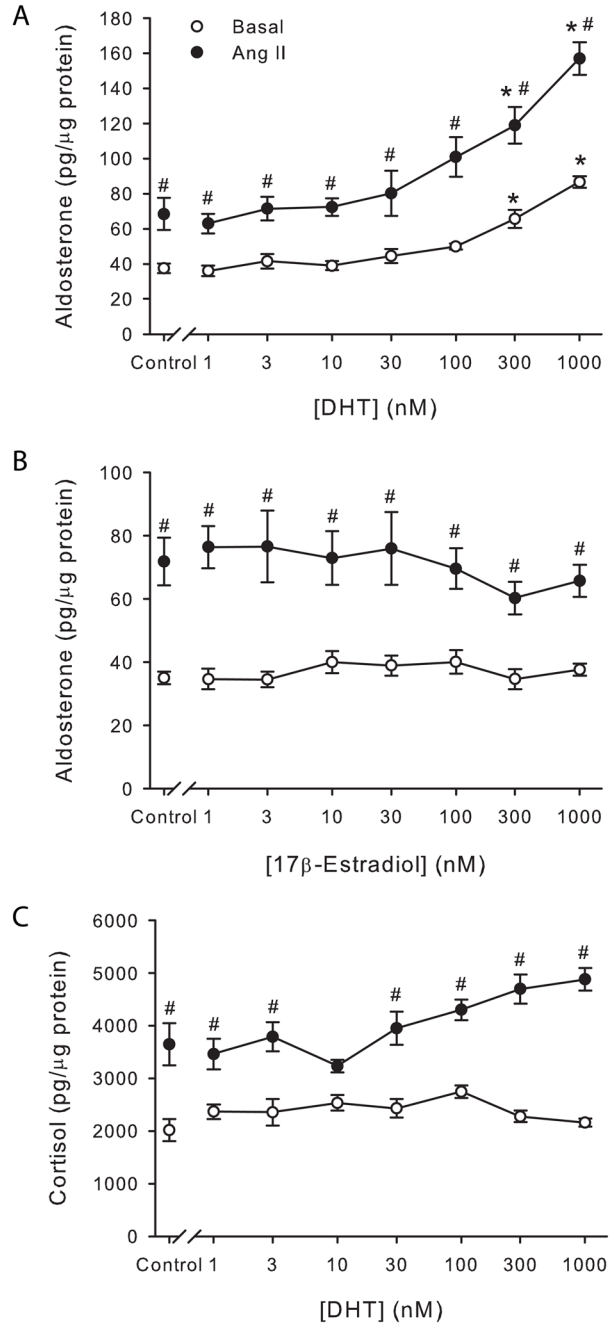 A
Basal
Ang II
Aldosterone (pg/μg protein)
180
160
140
120
100
80
60
40
20
0
# # # # # # * # * #
* *
Control 1 3 10 30 100 300 1000
[DHT] (nM)
B
Aldosterone (pg/μg protein)
100
80
60
40
20
0
# # # # # # # #
Control 1 3 10 30 100 300 1000
[17β-Estradiol] (nM)
C
Cortisol (pg/μg protein)
6000
5000
4000
3000
2000
1000
0
# # # # # # #
Control 1 3 10 30 100 300 1000
[DHT] (nM)